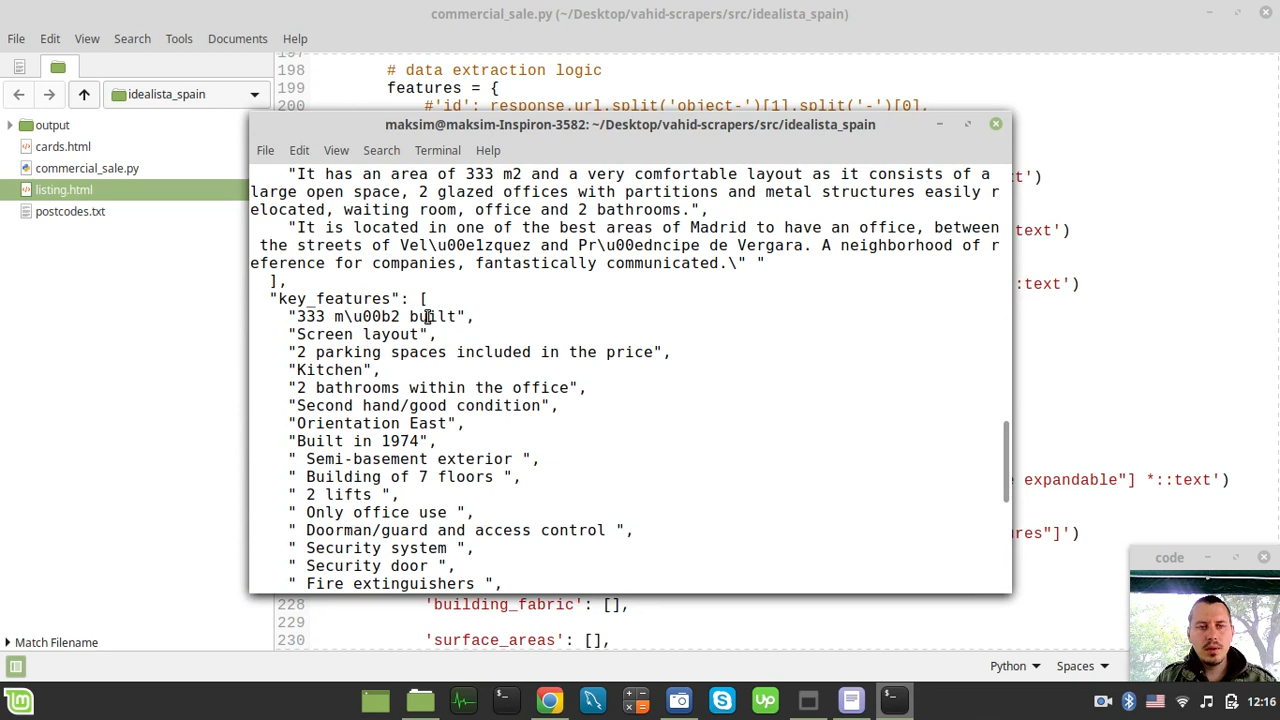 commercial_sale.py (~/Desktop/vahid-scrapers/src/idealista_spain)
File Edit View Search Tools Documents Help
idealista_spain
output
cards.html
commercial_sale.py
listing.html
postcodes.txt
Match Filename
198 # data extraction logic
199 features = {
200 #'id': response.url.split('object-')[1].split('-')[0],
maksim@maksim-Inspiron-3582: ~/Desktop/vahid-scrapers/src/idealista_spain
File Edit View Search Terminal Help
"It has an area of 333 m2 and a very comfortable layout as it consists of a
large open space, 2 glazed offices with partitions and metal structures easily r
elocated, waiting room, office and 2 bathrooms.",
"It is located in one of the best areas of Madrid to have an office, between
the streets of Vel\u00e1zquez and Pr\u00edncipe de Vergara. A neighborhood of r
eference for companies, fantastically communicated.\" "
],
"key_features": [
"333 m\u00b2 built",
"Screen layout",
"2 parking spaces included in the price",
"Kitchen",
"2 bathrooms within the office",
"Second hand/good condition",
"Orientation East",
"Built in 1974",
" Semi-basement exterior ",
" Building of 7 floors ",
" 2 lifts ",
" Only office use ",
" Doorman/guard and access control ",
" Security system ",
" Security door ",
" Fire extinguishers ",
t')
:text')
:text')
e expandable"] *::text')
ures"]')
228 'building_fabric': [],
229
230 'surface_areas': [],
code
Python Spaces
12:16